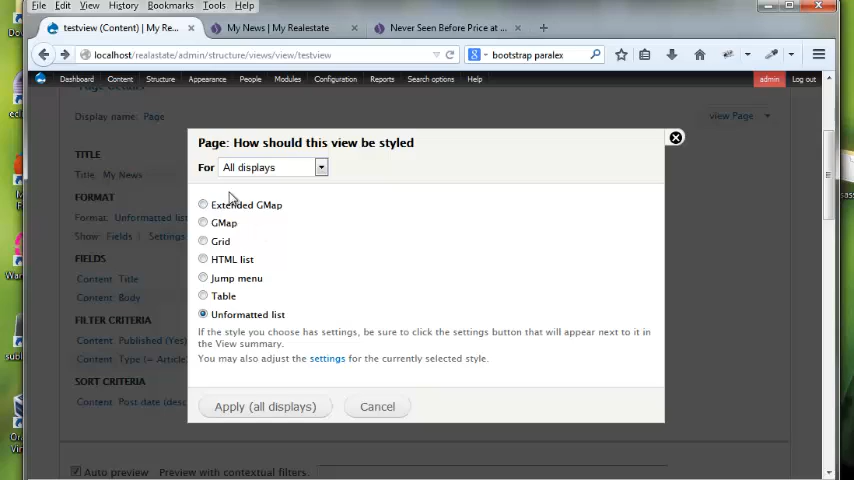 File Edit View History Bookmarks Tools Help
testview (Content) | My Re... × My News | My Realestate × Never Seen Before Price at ... × +
localhost/realastate/admin/structure/views/view/testview bootstrap paralex
Dashboard Content Structure Appearance People Modules Configuration Reports Search options Help admin Log out
Page Details
Display name: Page view Page
Page: How should this view be styled
For All displays
TITLE
Title: My News
FORMAT
Format: Unformatted list
Show: Fields | Settings
FIELDS
Content: Title
Content: Body
FILTER CRITERIA
Content: Published (Yes)
Content: Type (= Article
SORT CRITERIA
Content: Post date (desc
Extended GMap
GMap
Grid
HTML list
Jump menu
Table
Unformatted list
If the style you choose has settings, be sure to click the settings button that will appear next to it in
the View summary.
You may also adjust the settings for the currently selected style.
Apply (all displays) Cancel
Auto preview Preview with contextual filters: